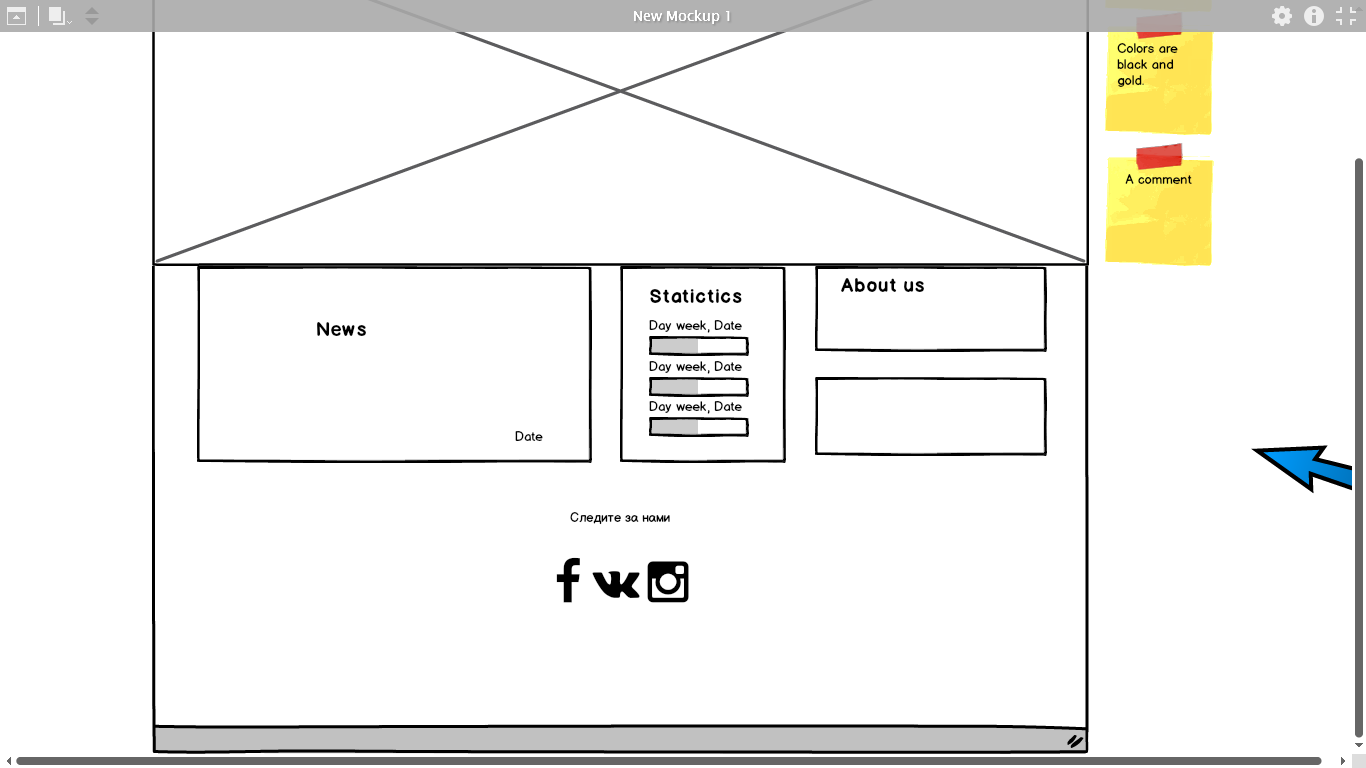 New Mockup 1
Colors are
black and
gold.
A comment
News
Date
Statictics
Day week, Date
Day week, Date
Day week, Date
About us
Следите за нами